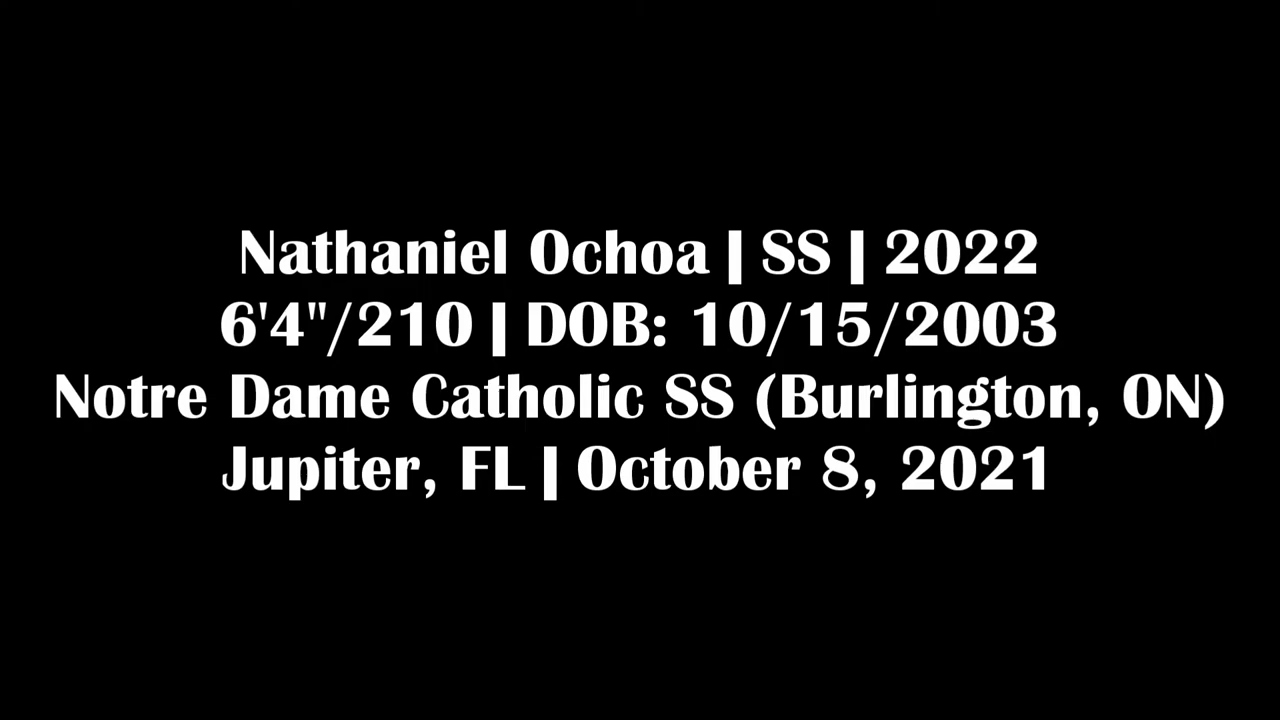 Nathaniel Ochoa | SS | 2022
6'4"/210 | DOB: 10/15/2003
Notre Dame Catholic SS (Burlington, ON)
Jupiter, FL | October 8, 2021